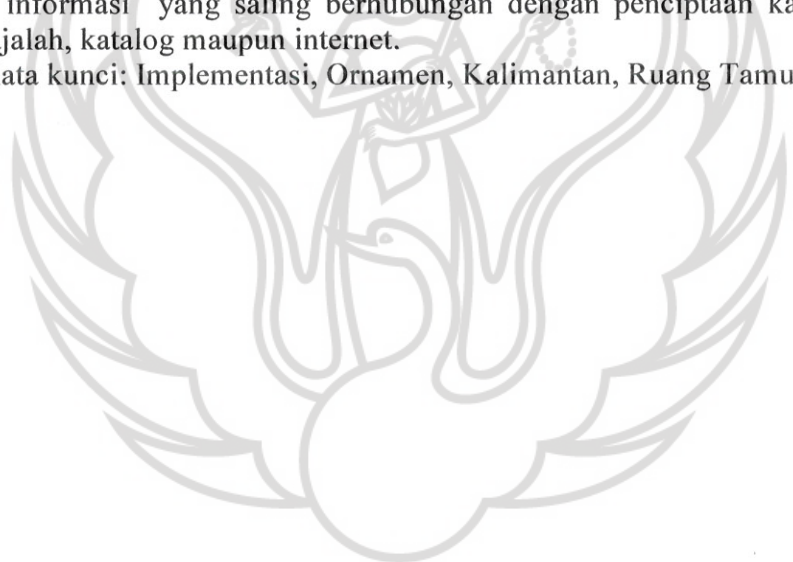 informasi yang saling berhubungan dengan penciptaan ka
jalah, katalog maupun internet.
ata kunci: Implementasi, Ornamen, Kalimantan, Ruang Tamu